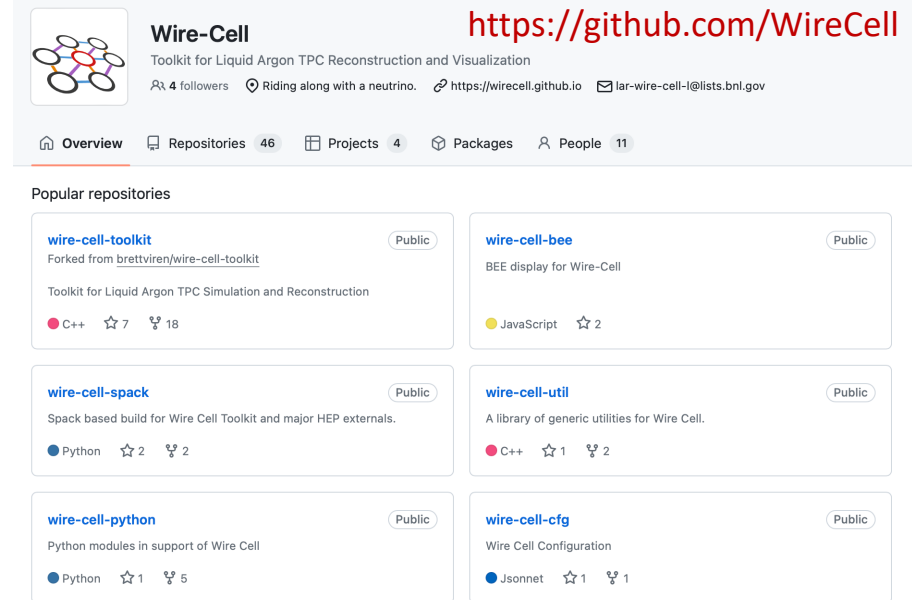 https://github.com/WireCell
Wire-Cell
Toolkit for Liquid Argon TPC Reconstruction and Visualization
4 followers Riding along with a neutrino. https://wirecell.github.io lar-wire-cell-l@lists.bnl.gov
Overview Repositories 46 Projects 4 Packages People 11
Popular repositories
wire-cell-toolkit Public
Forked from brettviren/wire-cell-toolkit
Toolkit for Liquid Argon TPC Simulation and Reconstruction
C++ 7 18
wire-cell-bee Public
BEE display for Wire-Cell
JavaScript 2
wire-cell-spack Public
Spack based build for Wire Cell Toolkit and major HEP externals.
Python 2 2
wire-cell-util Public
A library of generic utilities for Wire Cell.
C++ 1 2
wire-cell-python Public
Python modules in support of Wire Cell
Python 1 5
wire-cell-cfg Public
Wire Cell Configuration
Jsonnet 1 1